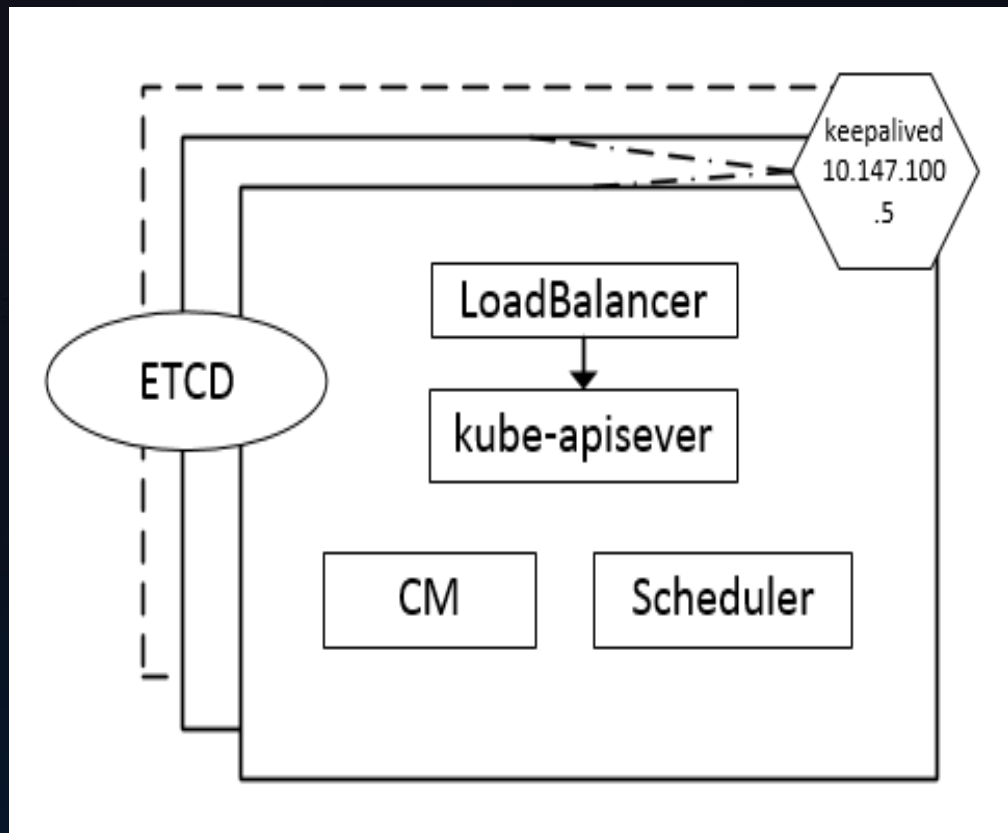 keepalived
10.147.100
.5
LoadBalancer
ETCD
kube-apisever
CM
Scheduler